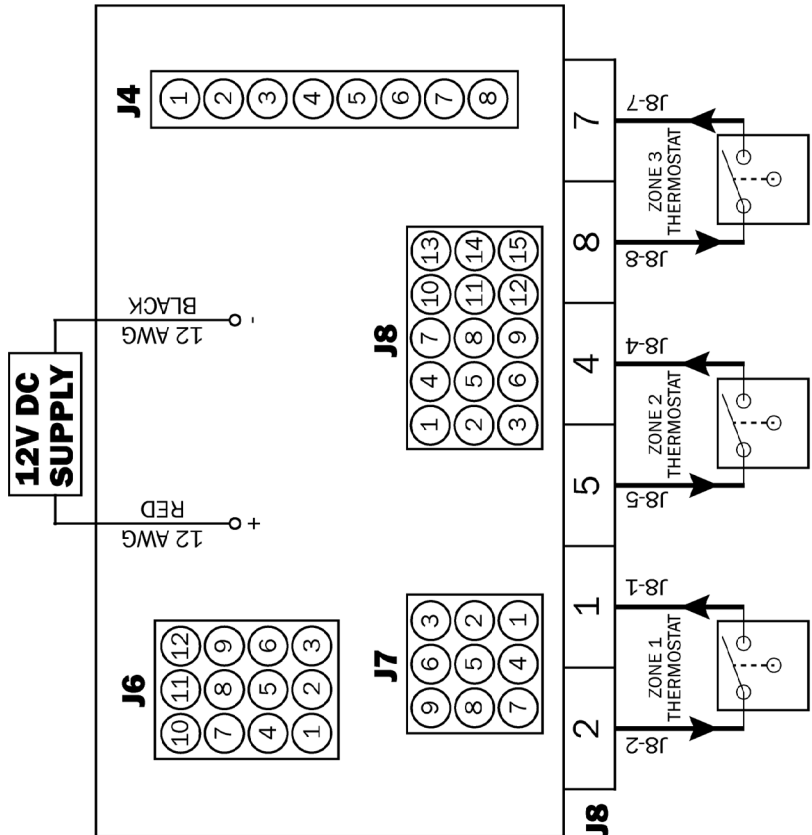 12V DC
SUPPLY
12 AWG
RED
+
12 AWG
BLACK
-
J4
1
2
3
4
5
6
7
8
J6
10 11 12
7 8 9
4 5 6
1 2 3
J7
9 6 3
8 5 2
7 4 1
J8
1 4 7 10 13
2 5 8 11 14
3 6 9 12 15
J8
2 1 5 4 8 7
J8-2
ZONE 1
THERMOSTAT
J8-1
J8-5
ZONE 2
THERMOSTAT
J8-4
J8-8
ZONE 3
THERMOSTAT
J8-7